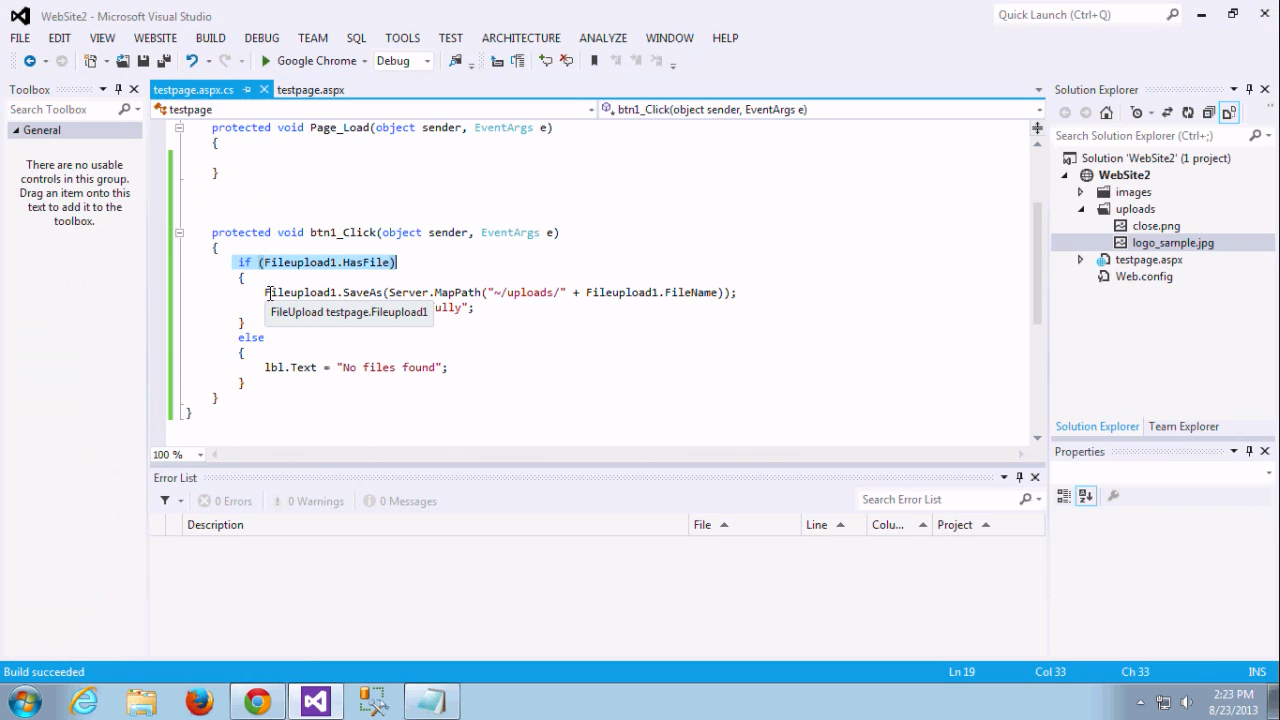 WebSite2 - Microsoft Visual Studio
Quick Launch (Ctrl+Q)
FILE EDIT VIEW WEBSITE BUILD DEBUG TEAM SQL TOOLS TEST ARCHITECTURE ANALYZE WINDOW HELP
Google Chrome Debug
Toolbox
Search Toolbox
General
There are no usable
controls in this group.
Drag an item onto this
text to add it to the
toolbox.
testpage.aspx.cs testpage.aspx
testpage btn1_Click(object sender, EventArgs e)
protected void Page_Load(object sender, EventArgs e)
{
}
protected void btn1_Click(object sender, EventArgs e)
{
if (Fileupload1.HasFile)
{
Fileupload1.SaveAs(Server.MapPath("~/uploads/" + Fileupload1.FileName));
ully";
FileUpload testpage.Fileupload1
}
else
{
lbl.Text = "No files found";
}
}
}
100 %
Error List
0 Errors 0 Warnings 0 Messages
Search Error List
Description File Line Colu... Project
Solution Explorer
Search Solution Explorer (Ctrl+;)
Solution 'WebSite2' (1 project)
WebSite2
images
uploads
close.png
logo_sample.jpg
testpage.aspx
Web.config
Solution Explorer Team Explorer
Properties
Build succeeded Ln 19 Col 33 Ch 33 INS
2:23 PM
8/23/2013